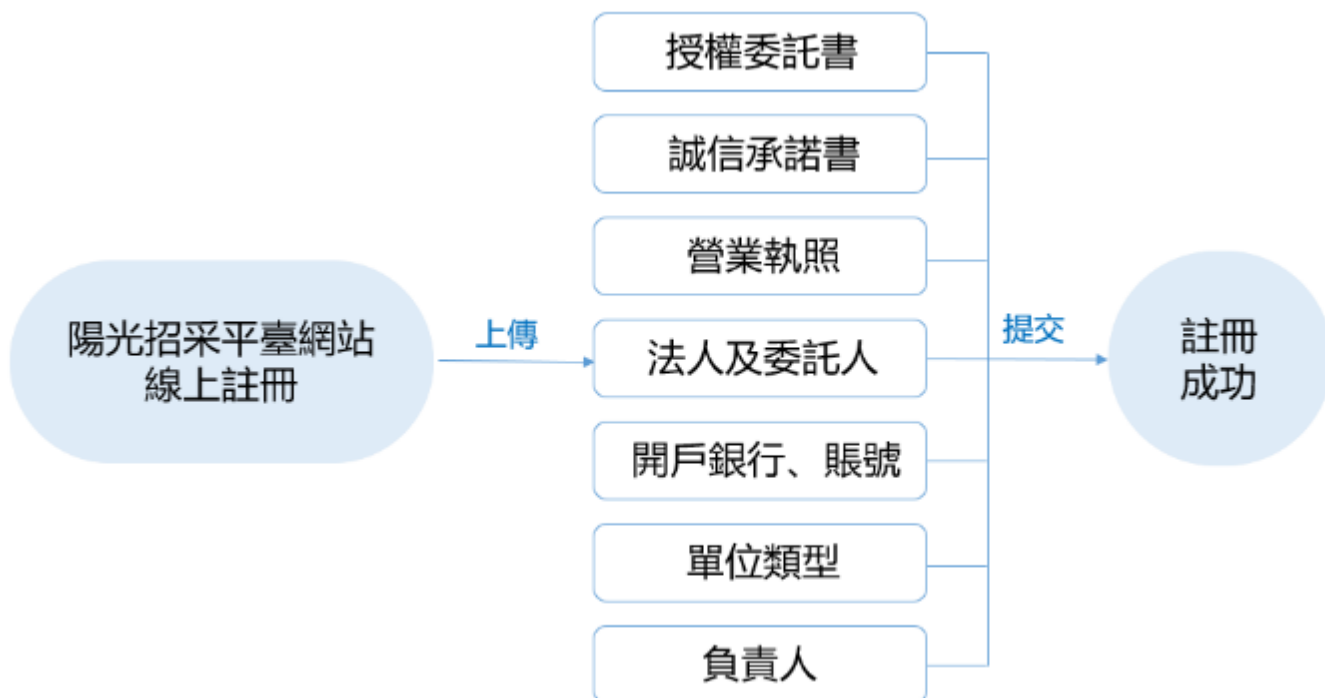 陽光招采平臺網站
線上註冊
上傳
授權委託書
誠信承諾書
營業執照
法人及委託人
開戶銀行、賬號
單位類型
負責人
提交
註冊
成功